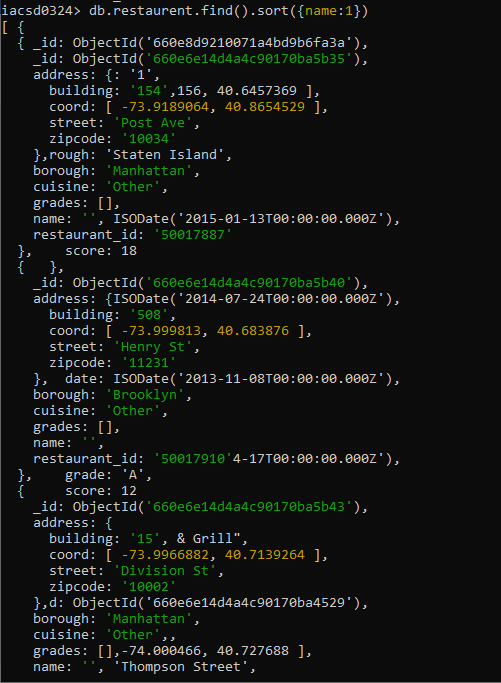 iacsd0324> db.restaurent.find().sort({name:1})
[ {
  { _id: ObjectId('660e8d9210071a4bd9b6fa3a'),
    _id: ObjectId('660e6e14d4a4c90170ba5b35'),
    address: {: '1',
      building: '154',156, 40.6457369 ],
      coord: [ -73.9189064, 40.8654529 ],
      street: 'Post Ave',
      zipcode: '10034'
    },rough: 'Staten Island',
    borough: 'Manhattan',
    cuisine: 'Other',
    grades: [],
    name: '', ISODate('2015-01-13T00:00:00.000Z'),
    restaurant_id: '50017887'
  },    score: 18
  {   },
    _id: ObjectId('660e6e14d4a4c90170ba5b40'),
    address: {ISODate('2014-07-24T00:00:00.000Z'),
      building: '508',
      coord: [ -73.999813, 40.683876 ],
      street: 'Henry St',
      zipcode: '11231'
    },  date: ISODate('2013-11-08T00:00:00.000Z'),
    borough: 'Brooklyn',
    cuisine: 'Other',
    grades: [],
    name: '',
    restaurant_id: '50017910'4-17T00:00:00.000Z'),
  },    grade: 'A',
  {     score: 12
    _id: ObjectId('660e6e14d4a4c90170ba5b43'),
    address: {
      building: '15', & Grill",
      coord: [ -73.9966882, 40.7139264 ],
      street: 'Division St',
      zipcode: '10002'
    },d: ObjectId('660e6e14d4a4c90170ba4529'),
    borough: 'Manhattan',
    cuisine: 'Other',,
    grades: [],-74.000466, 40.727688 ],
    name: '', 'Thompson Street',